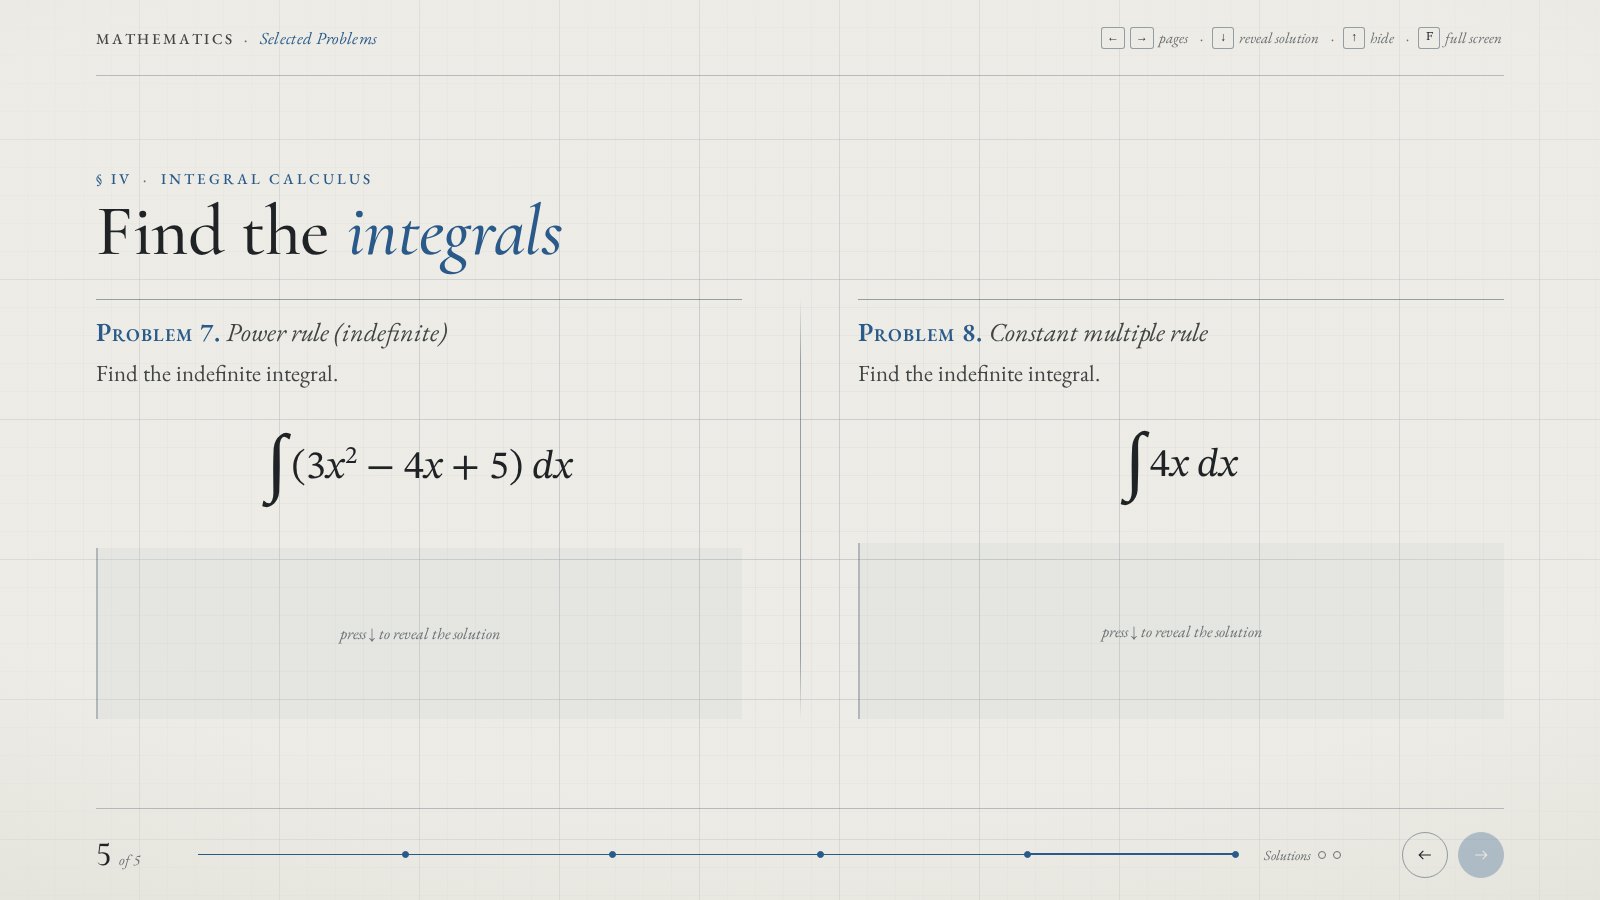 MATHEMATICS · Selected Problems
← → pages · ↓ reveal solution · ↑ hide · F full screen
§ IV · INTEGRAL CALCULUS
Find the integrals
PROBLEM 7. Power rule (indefinite)
Find the indefinite integral.
∫(3x² − 4x + 5) dx
press ↓ to reveal the solution
PROBLEM 8. Constant multiple rule
Find the indefinite integral.
∫4x dx
press ↓ to reveal the solution
5 of 5
Solutions
← →